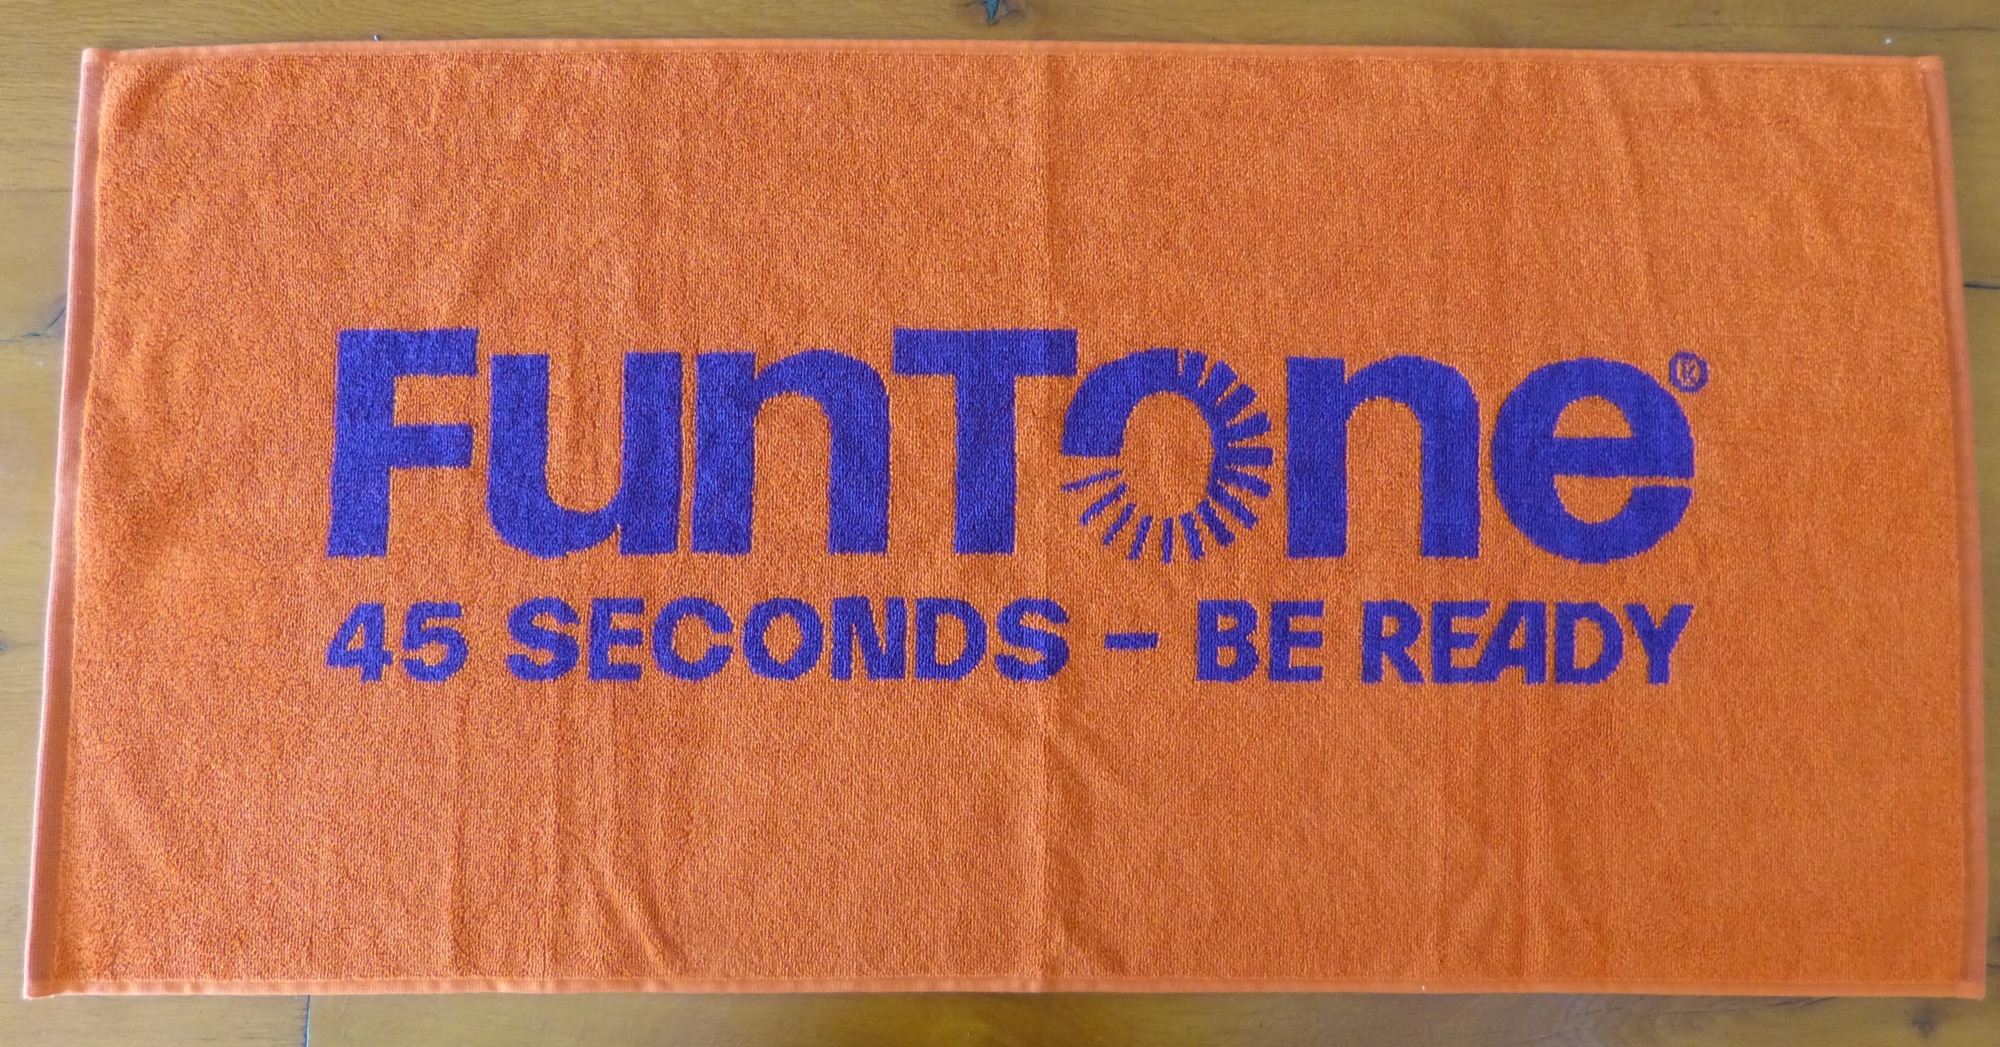 FunTone®
45 SECONDS – BE READY